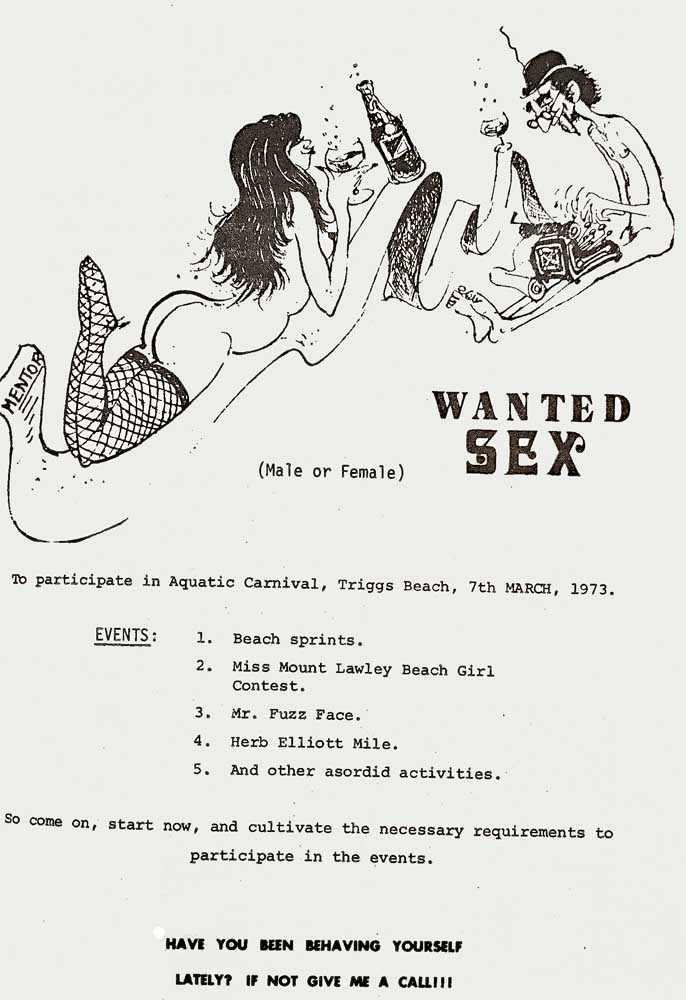 MENTOR
WANTED
SEX
(Male or Female)
To participate in Aquatic Carnival, Triggs Beach, 7th MARCH, 1973.
EVENTS: 1. Beach sprints.
2. Miss Mount Lawley Beach Girl
Contest.
3. Mr. Fuzz Face.
4. Herb Elliott Mile.
5. And other asordid activities.
So come on, start now, and cultivate the necessary requirements to
participate in the events.
HAVE YOU BEEN BEHAVING YOURSELF
LATELY? IF NOT GIVE ME A CALL!!!